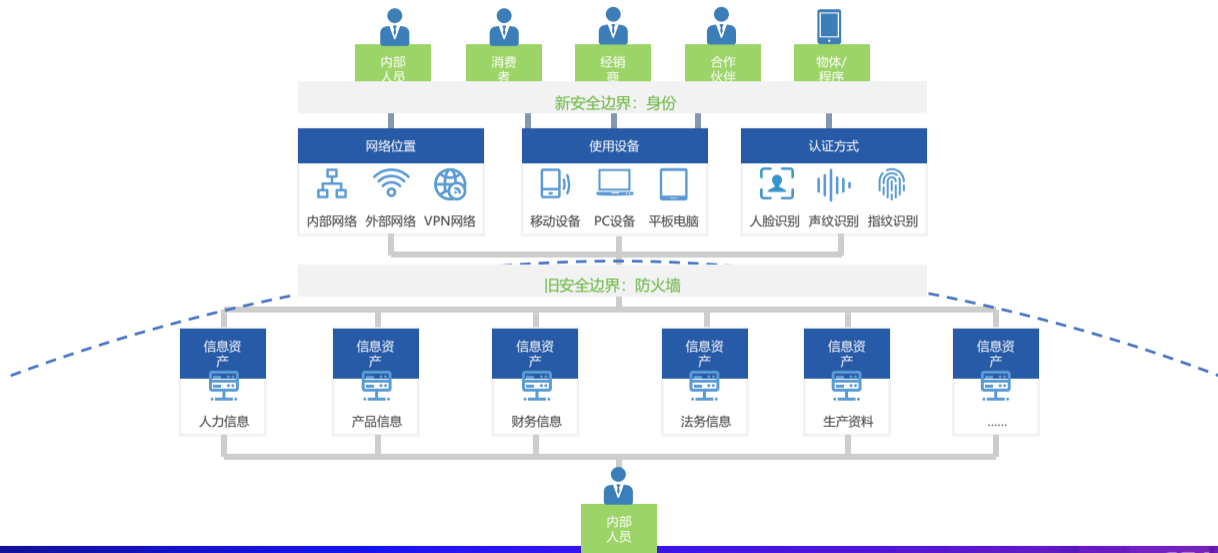 内部
人员
消费
者
经销
商
合作
伙伴
物体/
程序
新安全边界：身份
网络位置
使用设备
认证方式
内部网络 外部网络 VPN网络
移动设备 PC设备 平板电脑
人脸识别 声纹识别 指纹识别
旧安全边界：防火墙
信息资
产
信息资
产
信息资
产
信息资
产
信息资
产
信息资
产
人力信息
产品信息
财务信息
法务信息
生产资料
......
内部
人员